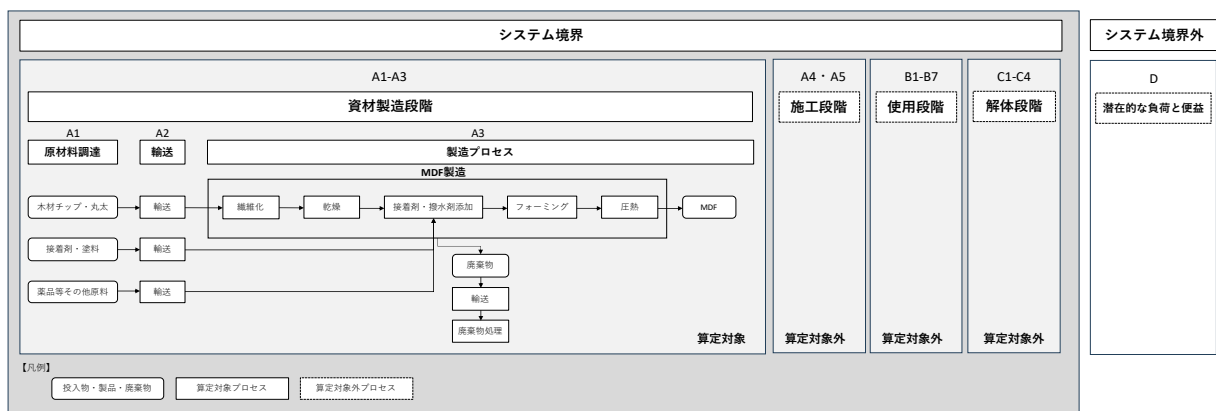 システム境界
システム境界外
A1-A3
資材製造段階
A4・A5
施工段階
B1-B7
使用段階
C1-C4
解体段階
D
潜在的な負荷と便益
A1
原材料調達
A2
輸送
A3
製造プロセス
MDF製造
木材チップ・丸太
輸送
繊維化
乾燥
接着剤・撥水剤添加
フォーミング
圧熱
MDF
接着剤・塗料
輸送
廃棄物
薬品等その他原料
輸送
輸送
廃棄物処理
算定対象
算定対象外
算定対象外
算定対象外
【凡例】
投入物・製品・廃棄物
算定対象プロセス
算定対象外プロセス